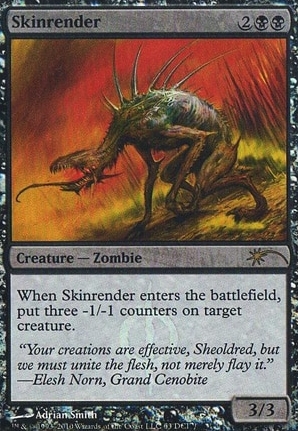 Skinrender 2
Creature — Zombie
When Skinrender enters the battlefield,
put three -1/-1 counters on target
creature.
“Your creations are effective, Sheoldred, but
we must unite the flesh, not merely flay it.”
—Elesh Norn, Grand Cenobite
Adrian Smith 3/3